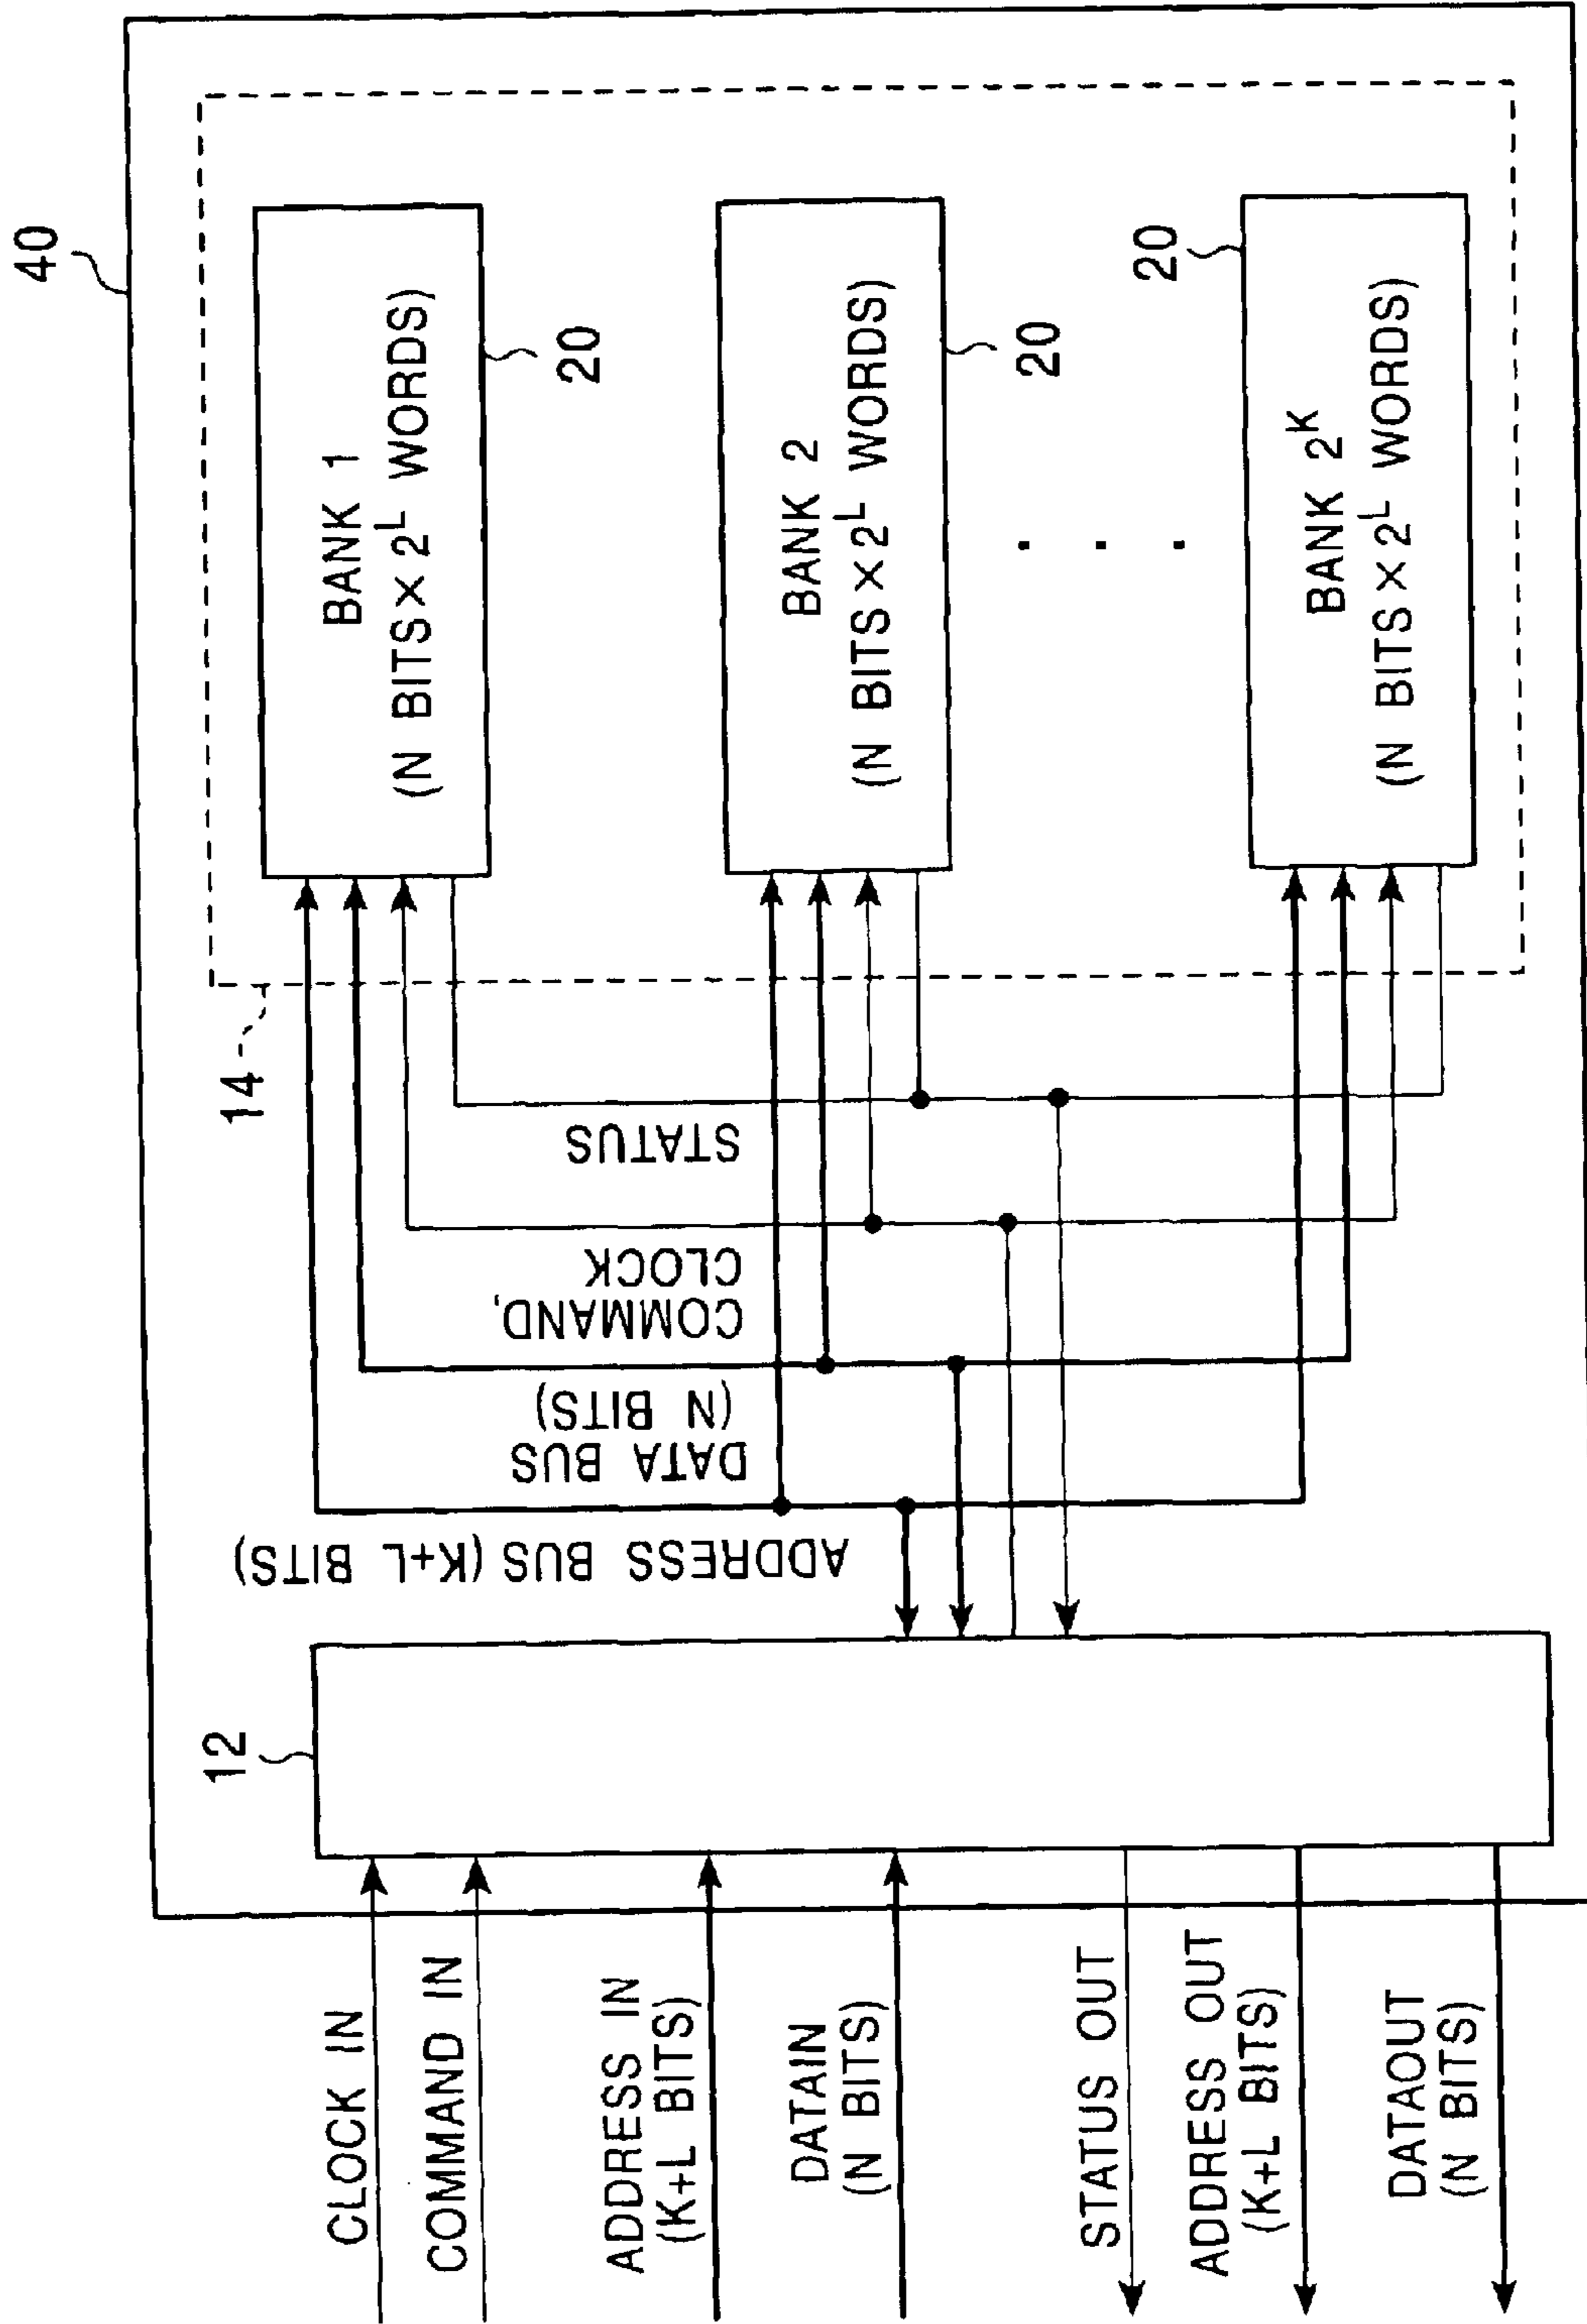 40
14
BANK 1
(N BITS×2^L WORDS)
20
BANK 2
(N BITS×2^L WORDS)
20
BANK 2^K
(N BITS×2^L WORDS)
20
STATUS
COMMAND,
CLOCK
DATA BUS
(N BITS)
ADDRESS BUS (K+L BITS)
12
CLOCK IN
COMMAND IN
ADDRESS IN
(K+L BITS)
DATAIN
(N BITS)
STATUS OUT
ADDRESS OUT
(K+L BITS)
DATAOUT
(N BITS)